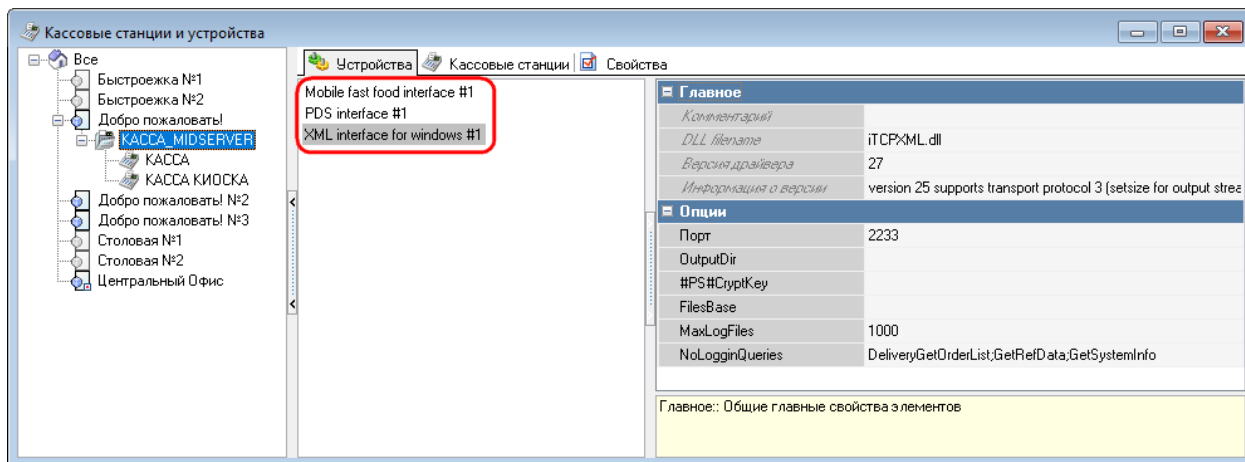 Кассовые станции и устройства
Все
Быстроежка №1
Быстроежка №2
Добро пожаловать!
КАССА_MIDSERVER
КАССА
КАССА КИОСКА
Добро пожаловать! №2
Добро пожаловать! №3
Столовая №1
Столовая №2
Центральный Офис
Устройства Кассовые станции Свойства
Mobile fast food interface #1
PDS interface #1
XML interface for windows #1
Главное
Комментарий
DLL filename iTCPXML.dll
Версия драйвера 27
Информация о версии version 25 supports transport protocol 3 (setsize for output strea
Опции
Порт 2233
OutputDir
#PS#CryptKey
FilesBase
MaxLogFiles 1000
NoLogginQueries DeliveryGetOrderList;GetRefData;GetSystemInfo
Главное:: Общие главные свойства элементов